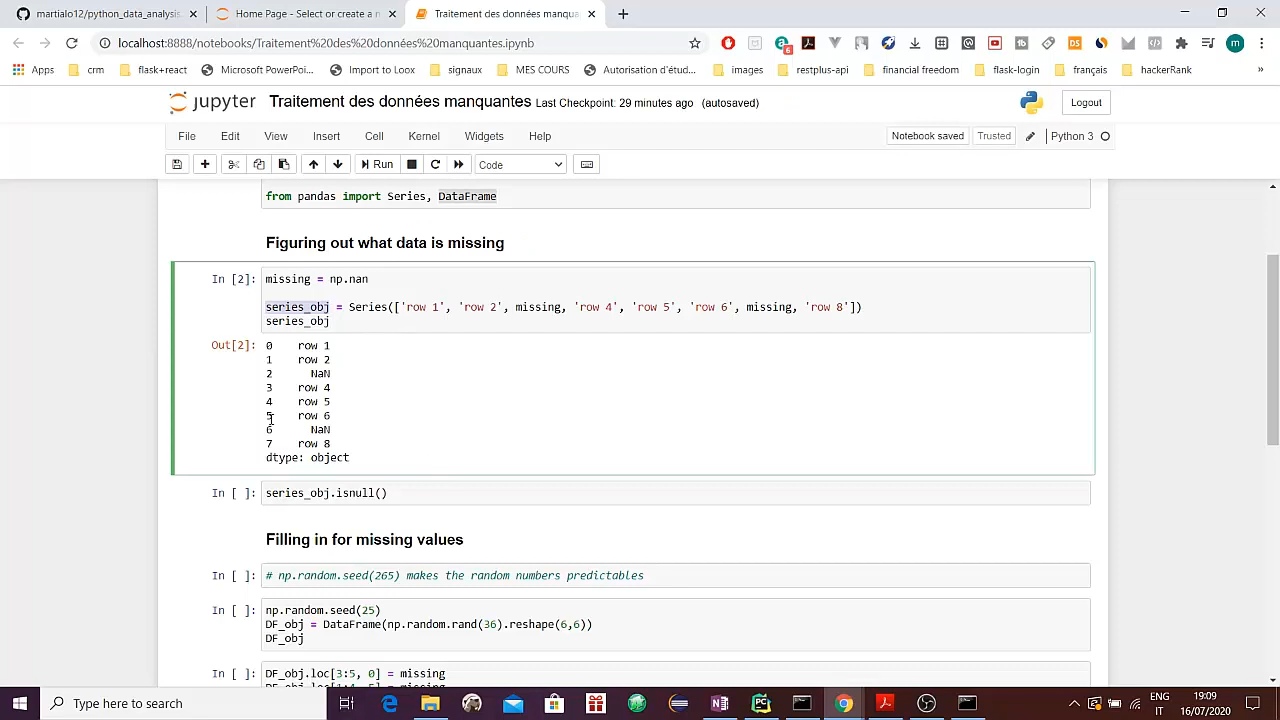 martialo12/python_data_analysis
Home Page - Select or create a n
Traitement des données manqua
localhost:8888/notebooks/Traitement%20des%20données%20manquantes.ipynb
6
DS
m
Apps
crm
flask+react
Microsoft PowerPoi...
Import to Loox
signaux
MES COURS
Autorisation d'étud...
images
restplus-api
financial freedom
flask-login
français
hackerRank
»
jupyter
Traitement des données manquantes Last Checkpoint: 29 minutes ago (autosaved)
Logout
File Edit View Insert Cell Kernel Widgets Help
Notebook saved
Trusted
Python 3
Run
Code
from pandas import Series, DataFrame
Figuring out what data is missing
In [2]: missing = np.nan
series_obj = Series(['row 1', 'row 2', missing, 'row 4', 'row 5', 'row 6', missing, 'row 8'])
series_obj
Out[2]: 0 row 1
1 row 2
2 NaN
3 row 4
4 row 5
5 row 6
6 NaN
7 row 8
dtype: object
In [ ]: series_obj.isnull()
Filling in for missing values
In [ ]: # np.random.seed(265) makes the random numbers predictables
In [ ]: np.random.seed(25)
DF_obj = DataFrame(np.random.rand(36).reshape(6,6))
DF_obj
In [ ]: DF_obj.loc[3:5, 0] = missing
Type here to search
PC
ENG
IT
19:09
16/07/2020